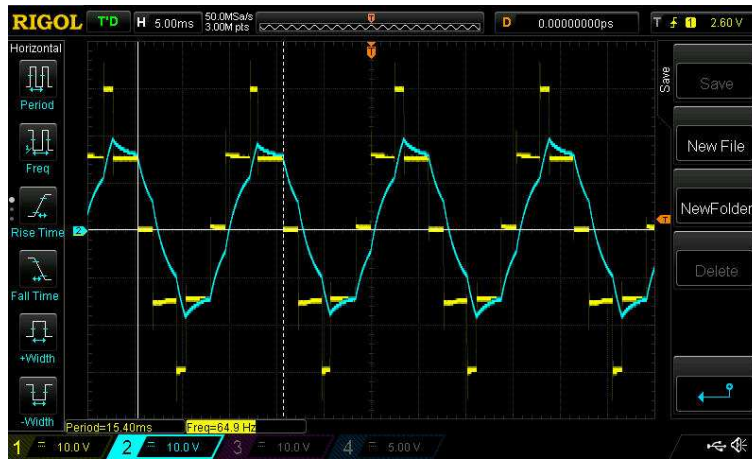 RIGOL T'D H 5.00ms 50.0MSa/s 3.00M pts T D 0.00000000ps T 1 2.60 V
Horizontal
Period
Freq
Rise Time
Fall Time
+Width
-Width
T
2
T
Save
Save
New File
NewFolder
Delete
Period=15.40ms Freq=64.9 Hz
1 = 10.0 V 2 = 10.0 V 3 = 10.0 V 4 = 5.00 V